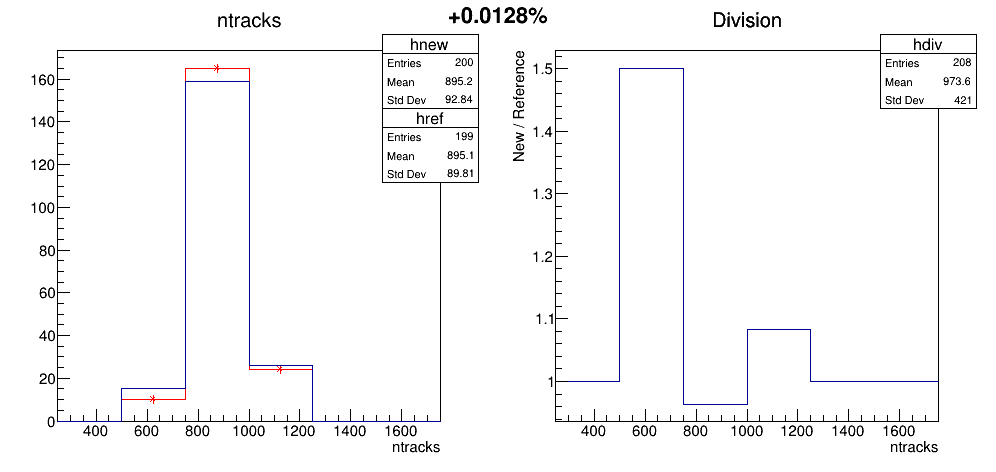 +0.0128%
ntracks
hnew
Entries 200
Mean 895.2
Std Dev 92.84
href
Entries 199
Mean 895.1
Std Dev 89.81
160
140
120
100
80
60
40
20
0
400 600 800 1000 1200 1400 1600
ntracks
Division
hdiv
Entries 208
Mean 973.6
Std Dev 421
New / Reference
1.5
1.4
1.3
1.2
1.1
1
400 600 800 1000 1200 1400 1600
ntracks